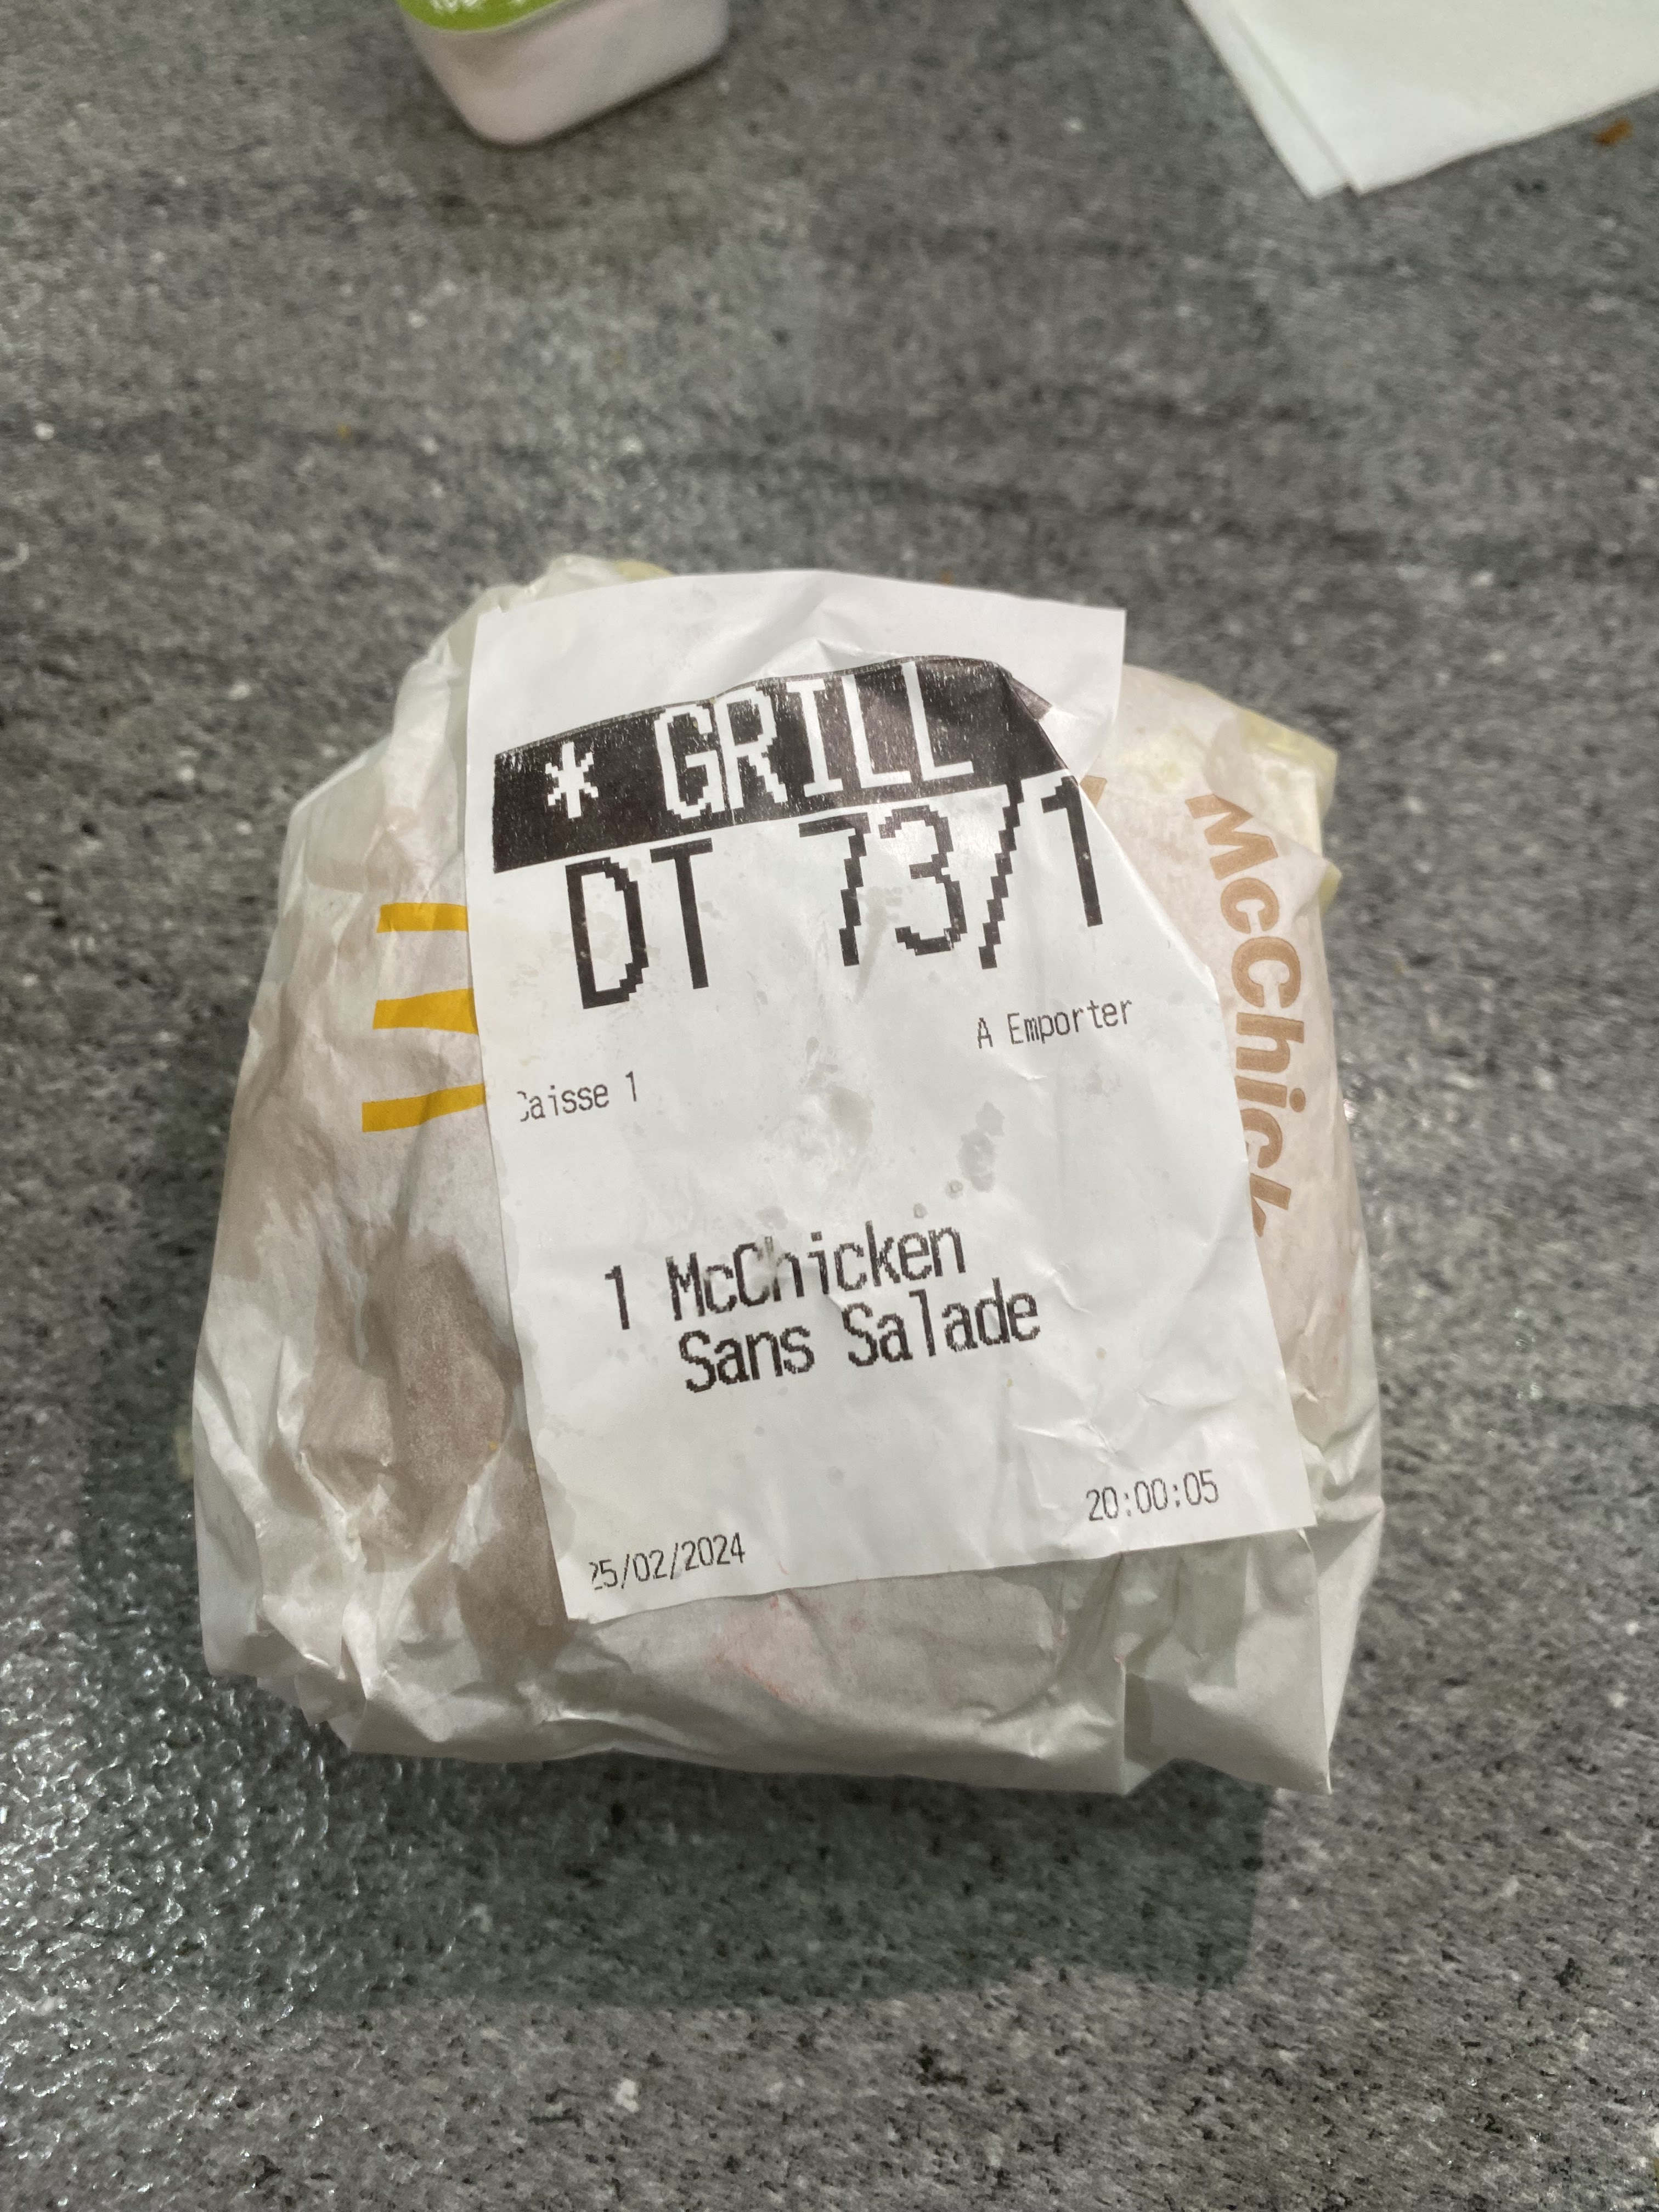 * GRILL
DT 73/1
A Emporter
Caisse 1
1 McChicken
Sans Salade
25/02/2024 20:00:05
McChick